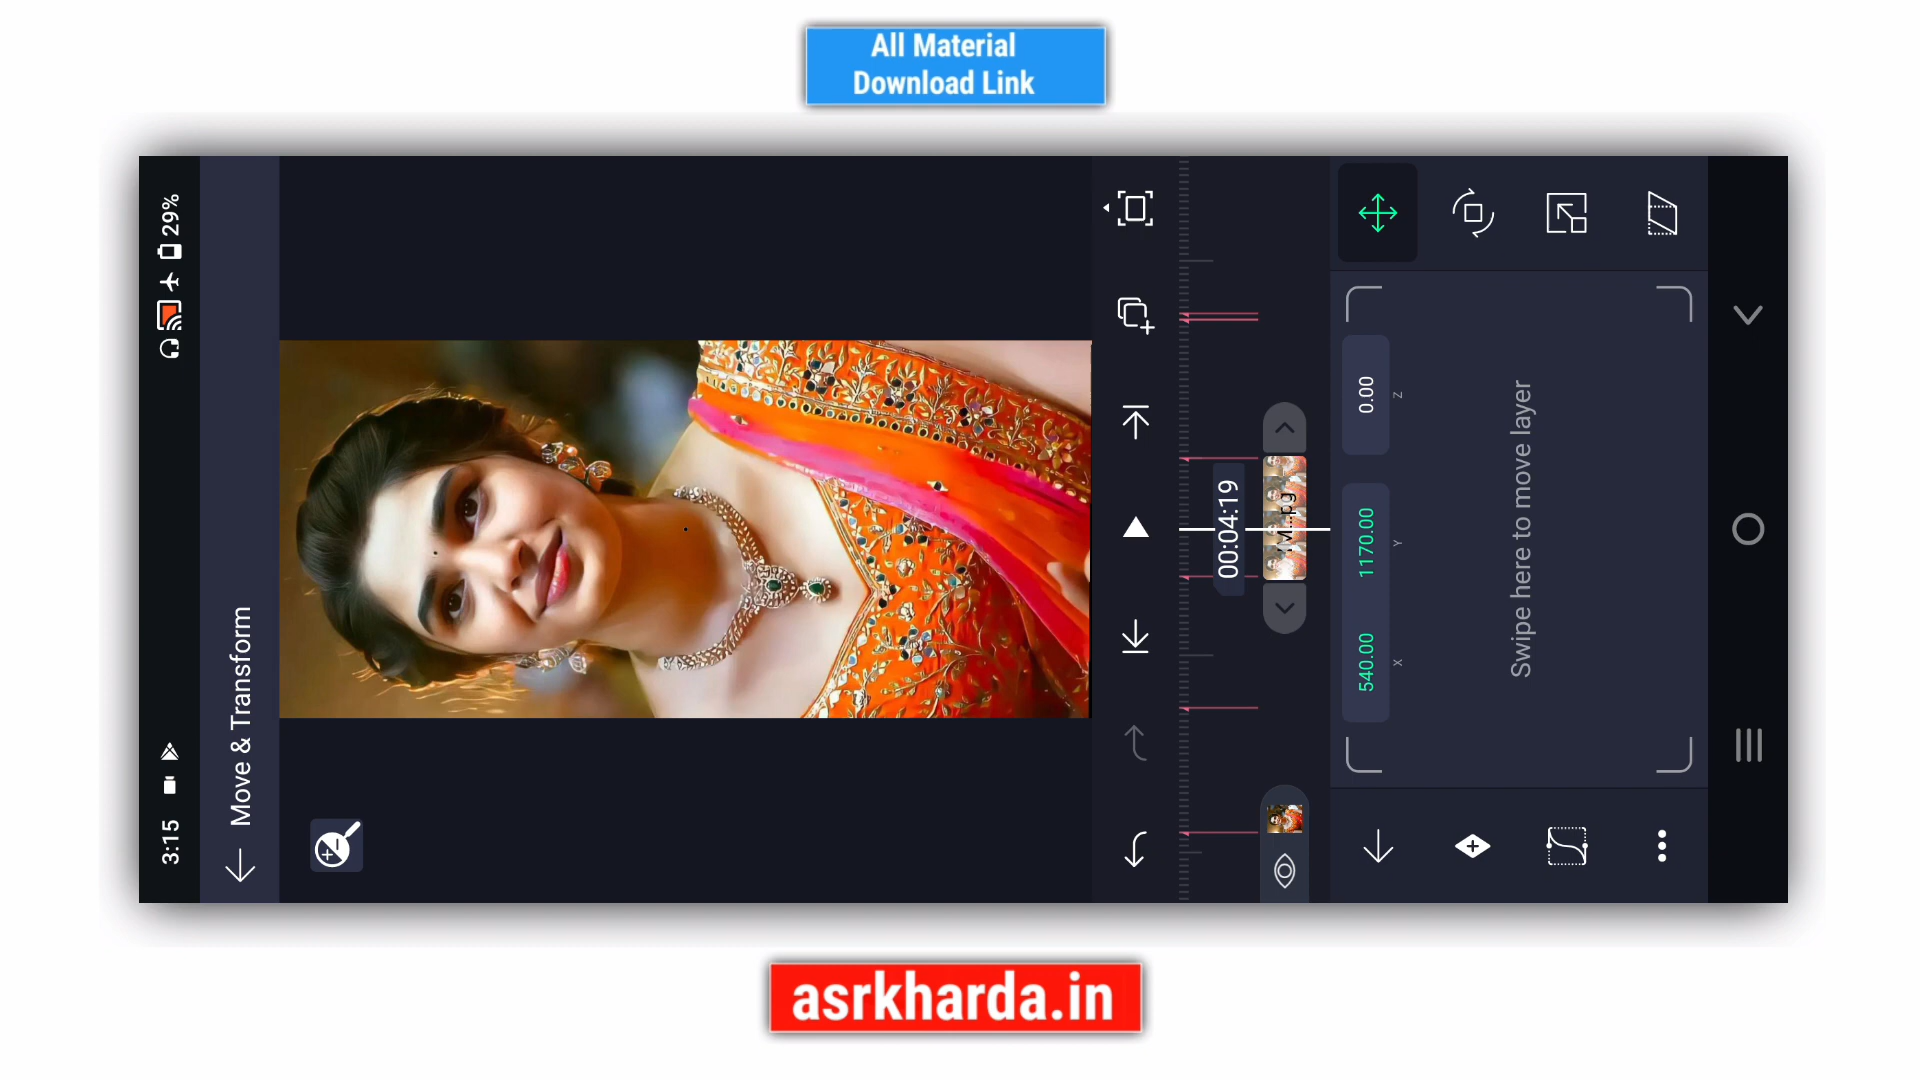 All Material
Download Link
3:15
29%
Move & Transform
00:04:19
540.00
X
1170.00
Y
0.00
Z
Swipe here to move layer
asrkharda.in